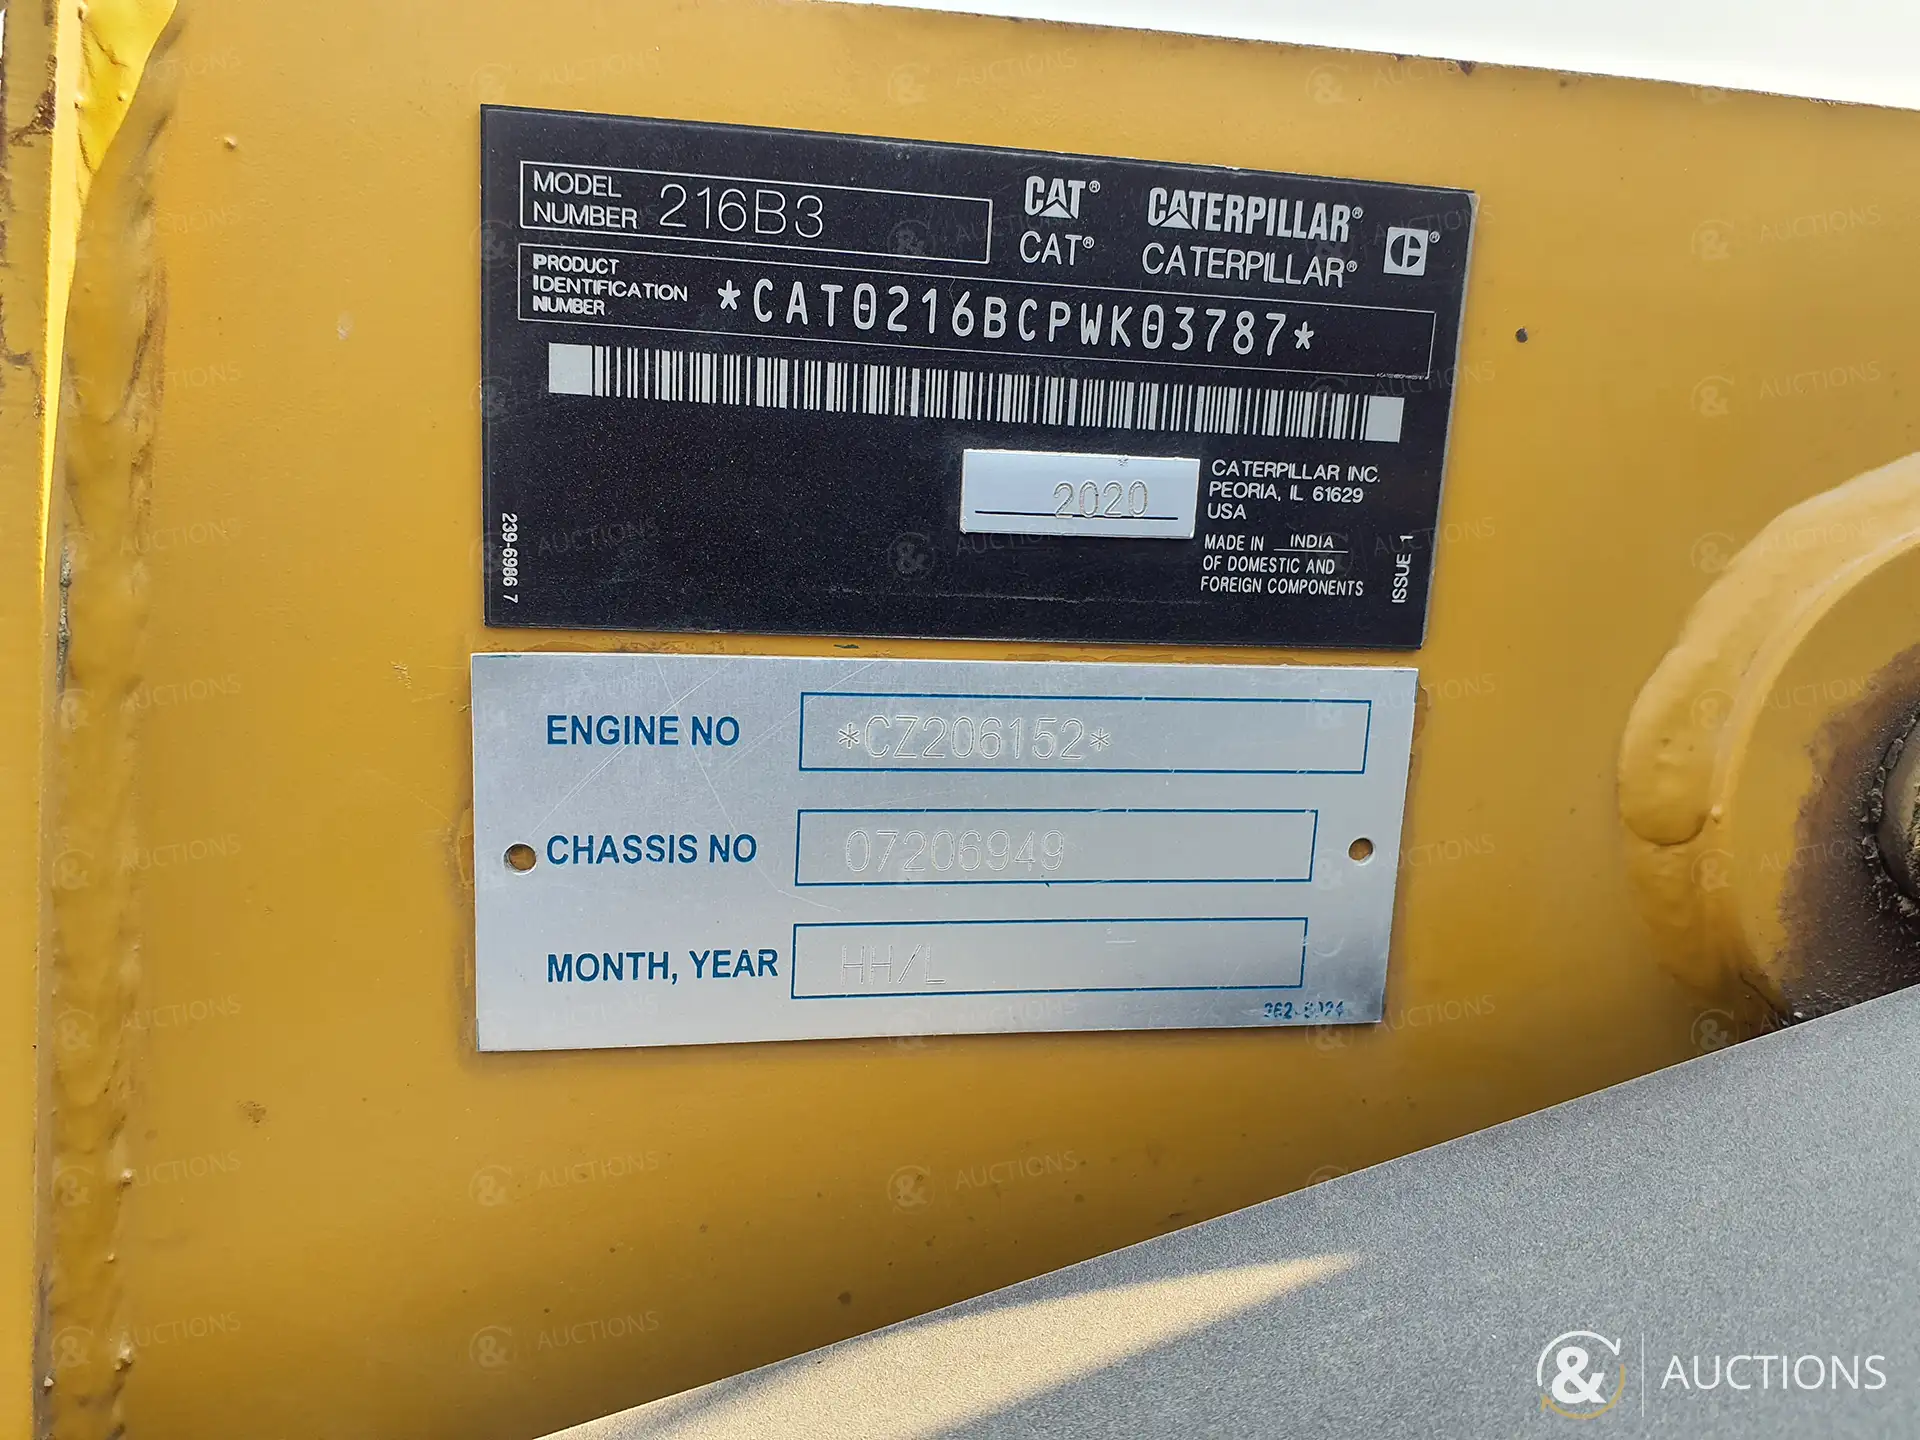 MODEL
NUMBER 216B3
CAT® CATERPILLAR®
CAT® CATERPILLAR®
PRODUCT
IDENTIFICATION
NUMBER
*CAT0216BCPWK03787*
2020
CATERPILLAR INC.
PEORIA, IL 61629
USA
MADE IN INDIA
OF DOMESTIC AND
FOREIGN COMPONENTS
239-6986 7
ISSUE 1
ENGINE NO *CZ206152*
CHASSIS NO 07206949
MONTH, YEAR HH/L
& AUCTIONS